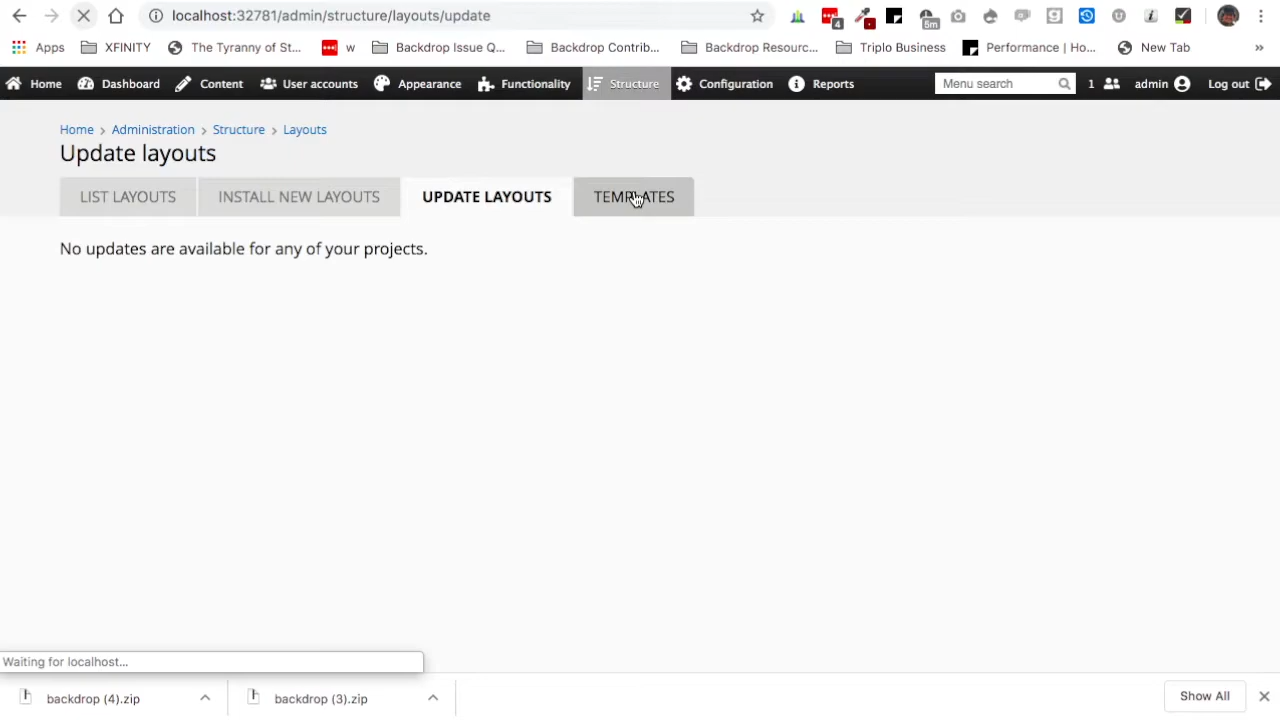 localhost:32781/admin/structure/layouts/update
4
5m
Apps XFINITY The Tyranny of St... w Backdrop Issue Q... Backdrop Contrib... Backdrop Resourc... Triplo Business Performance | Ho... New Tab »
Home Dashboard Content User accounts Appearance Functionality Structure Configuration Reports Menu search 1 admin Log out
Home › Administration › Structure › Layouts
Update layouts
LIST LAYOUTS INSTALL NEW LAYOUTS UPDATE LAYOUTS TEMPLATES
No updates are available for any of your projects.
Waiting for localhost...
backdrop (4).zip backdrop (3).zip Show All